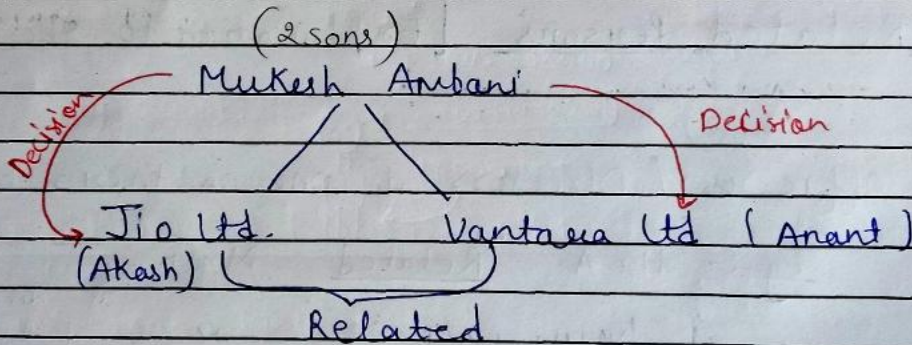 (2 sons)
Mukesh Ambani
Decision
Decision
Jio Ltd. Vantara Ltd (Anant)
(Akash)
Related